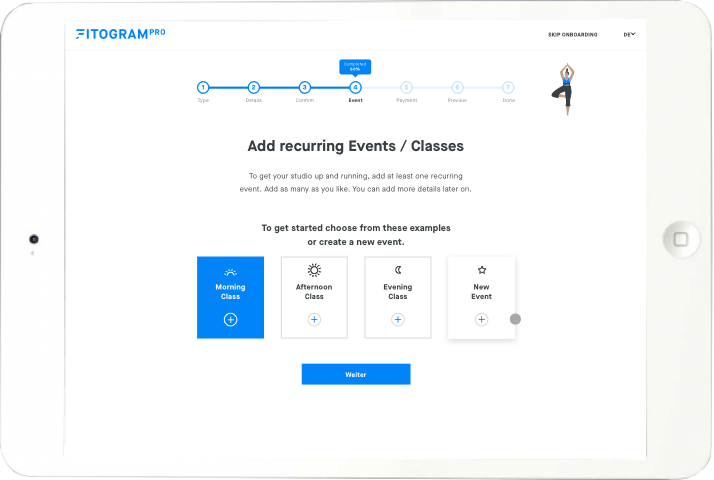 FITOGRAM PRO
SKIP ONBOARDING
DE
Completed
1
2
3
4
5
6
7
Type
Details
Confirm
Event
Payment
Preview
Done
Add recurring Events / Classes
To get your studio up and running, add at least one recurring
event. Add as many as you like. You can add more details later on.
To get started choose from these examples
or create a new event.
Morning
Class
Afternoon
Class
Evening
Class
New
Event
Weiter